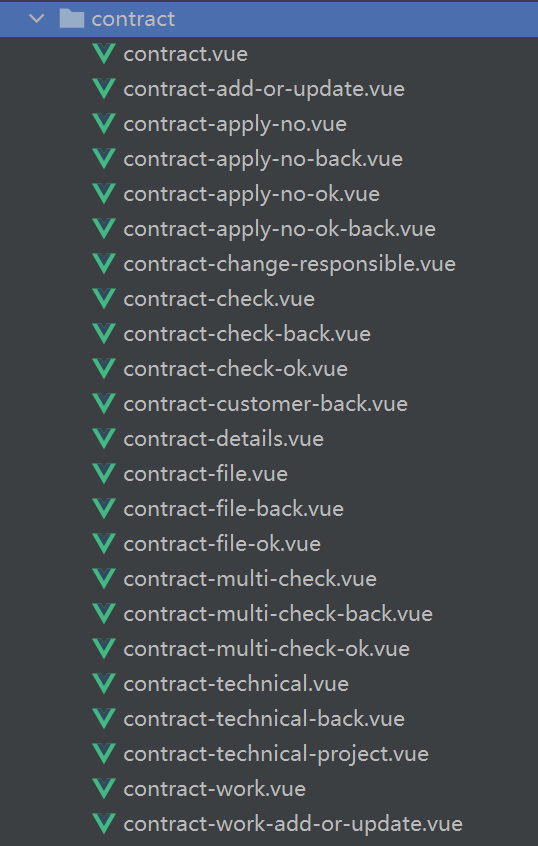 contract
contract.vue
contract-add-or-update.vue
contract-apply-no.vue
contract-apply-no-back.vue
contract-apply-no-ok.vue
contract-apply-no-ok-back.vue
contract-change-responsible.vue
contract-check.vue
contract-check-back.vue
contract-check-ok.vue
contract-customer-back.vue
contract-details.vue
contract-file.vue
contract-file-back.vue
contract-file-ok.vue
contract-multi-check.vue
contract-multi-check-back.vue
contract-multi-check-ok.vue
contract-technical.vue
contract-technical-back.vue
contract-technical-project.vue
contract-work.vue
contract-work-add-or-update.vue